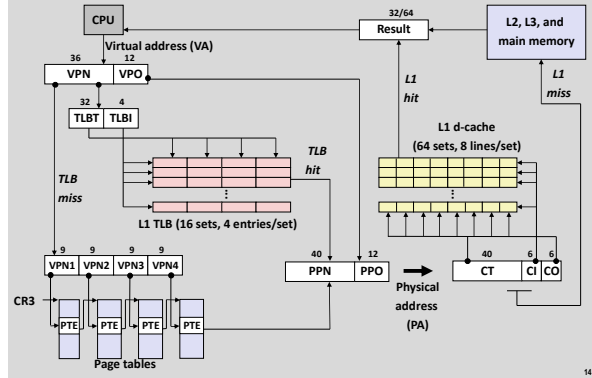 32/64
CPU
Result
L2, L3, and
main memory
Virtual address (VA)
36
12
VPN
VPO
L1
hit
L1
miss
32
4
TLBT
TLBI
L1 d-cache
(64 sets, 8 lines/set)
TLB
hit
...
...
TLB
miss
L1 TLB (16 sets, 4 entries/set)
9
9
9
9
VPN1
VPN2
VPN3
VPN4
40
12
PPN
PPO
40
6
6
CT
CI
CO
Physical
address
(PA)
CR3
PTE
PTE
PTE
PTE
Page tables
14